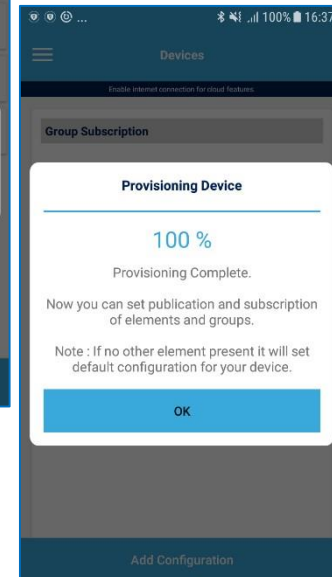 100% 16:37
Devices
Enable Internet connection for cloud features
Group Subscription
Provisioning Device
100 %
Provisioning Complete.
Now you can set publication and subscription
of elements and groups.
Note : If no other element present it will set
default configuration for your device.
OK
Add Configuration